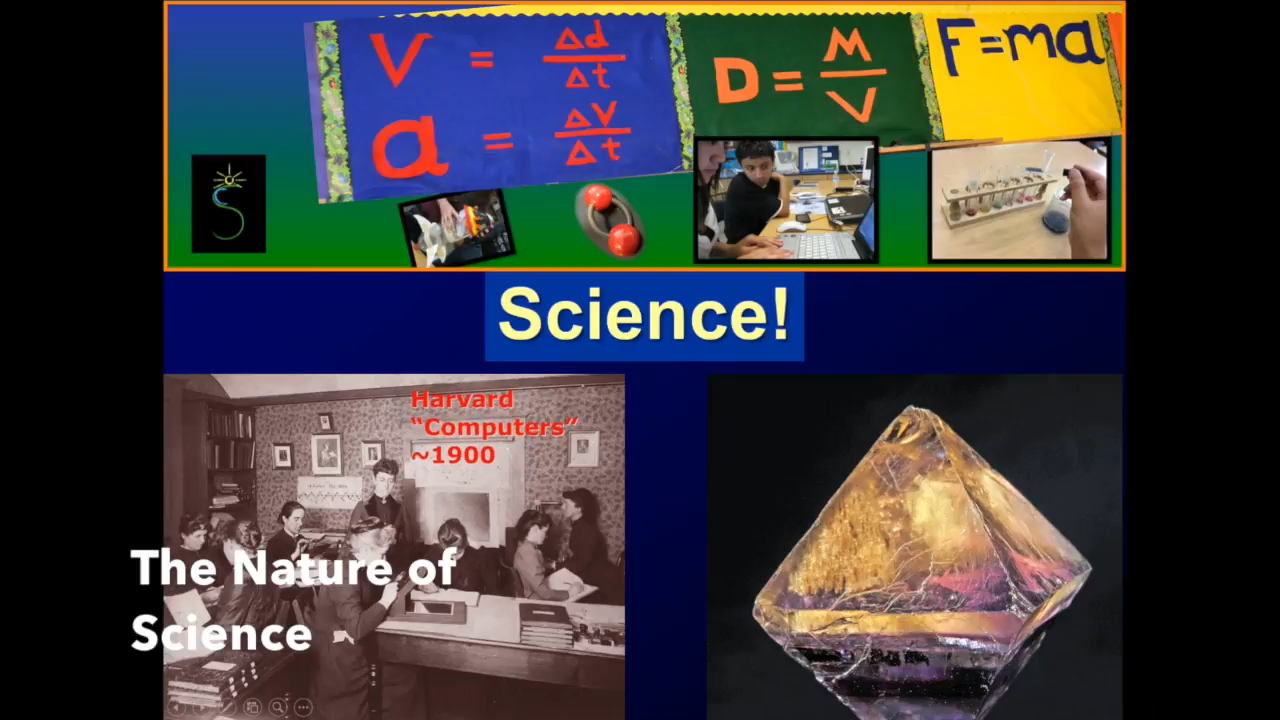 V = Δd/Δt
a = ΔV/Δt
D = M/V
F=ma
S
Science!
Harvard
“Computers”
~1900
The Nature of
Science